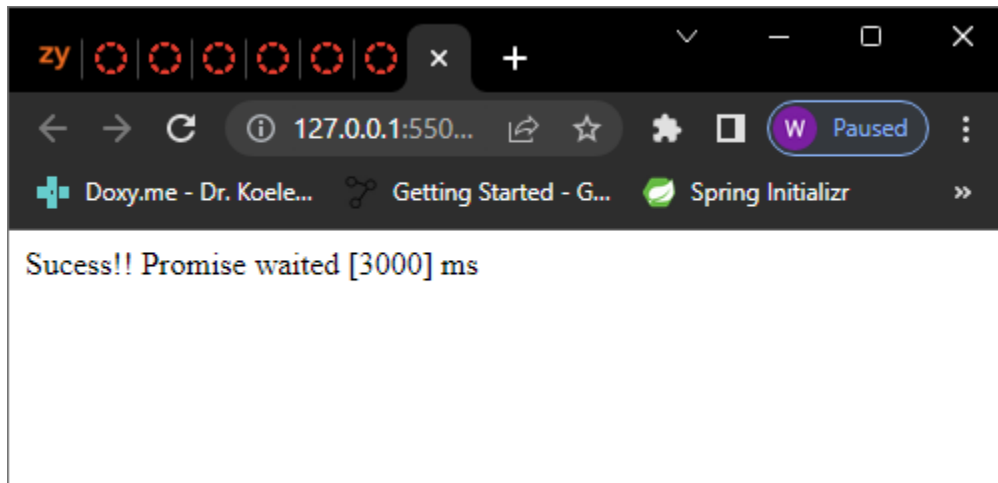 zy
127.0.0.1:550...
W Paused
Doxy.me - Dr. Koele... Getting Started - G... Spring Initializr »
Sucess!! Promise waited [3000] ms